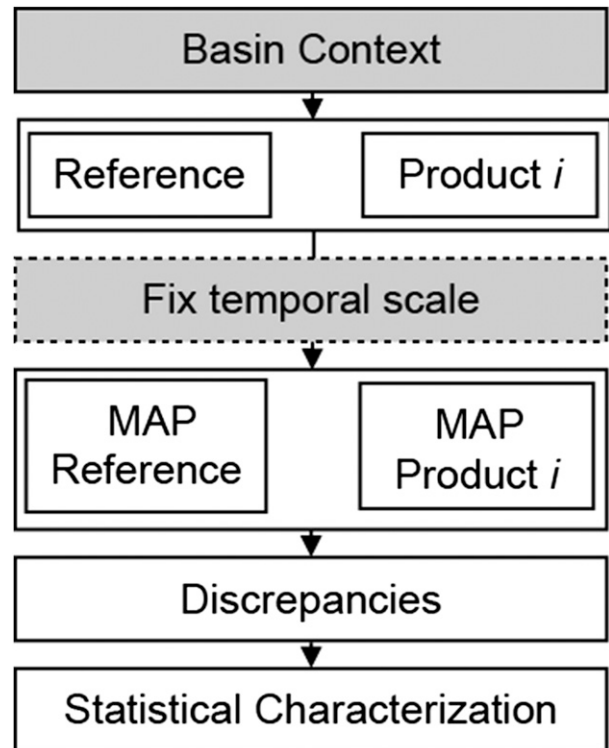 Basin Context
Reference
Product i
Fix temporal scale
MAP
Reference
MAP
Product i
Discrepancies
Statistical Characterization